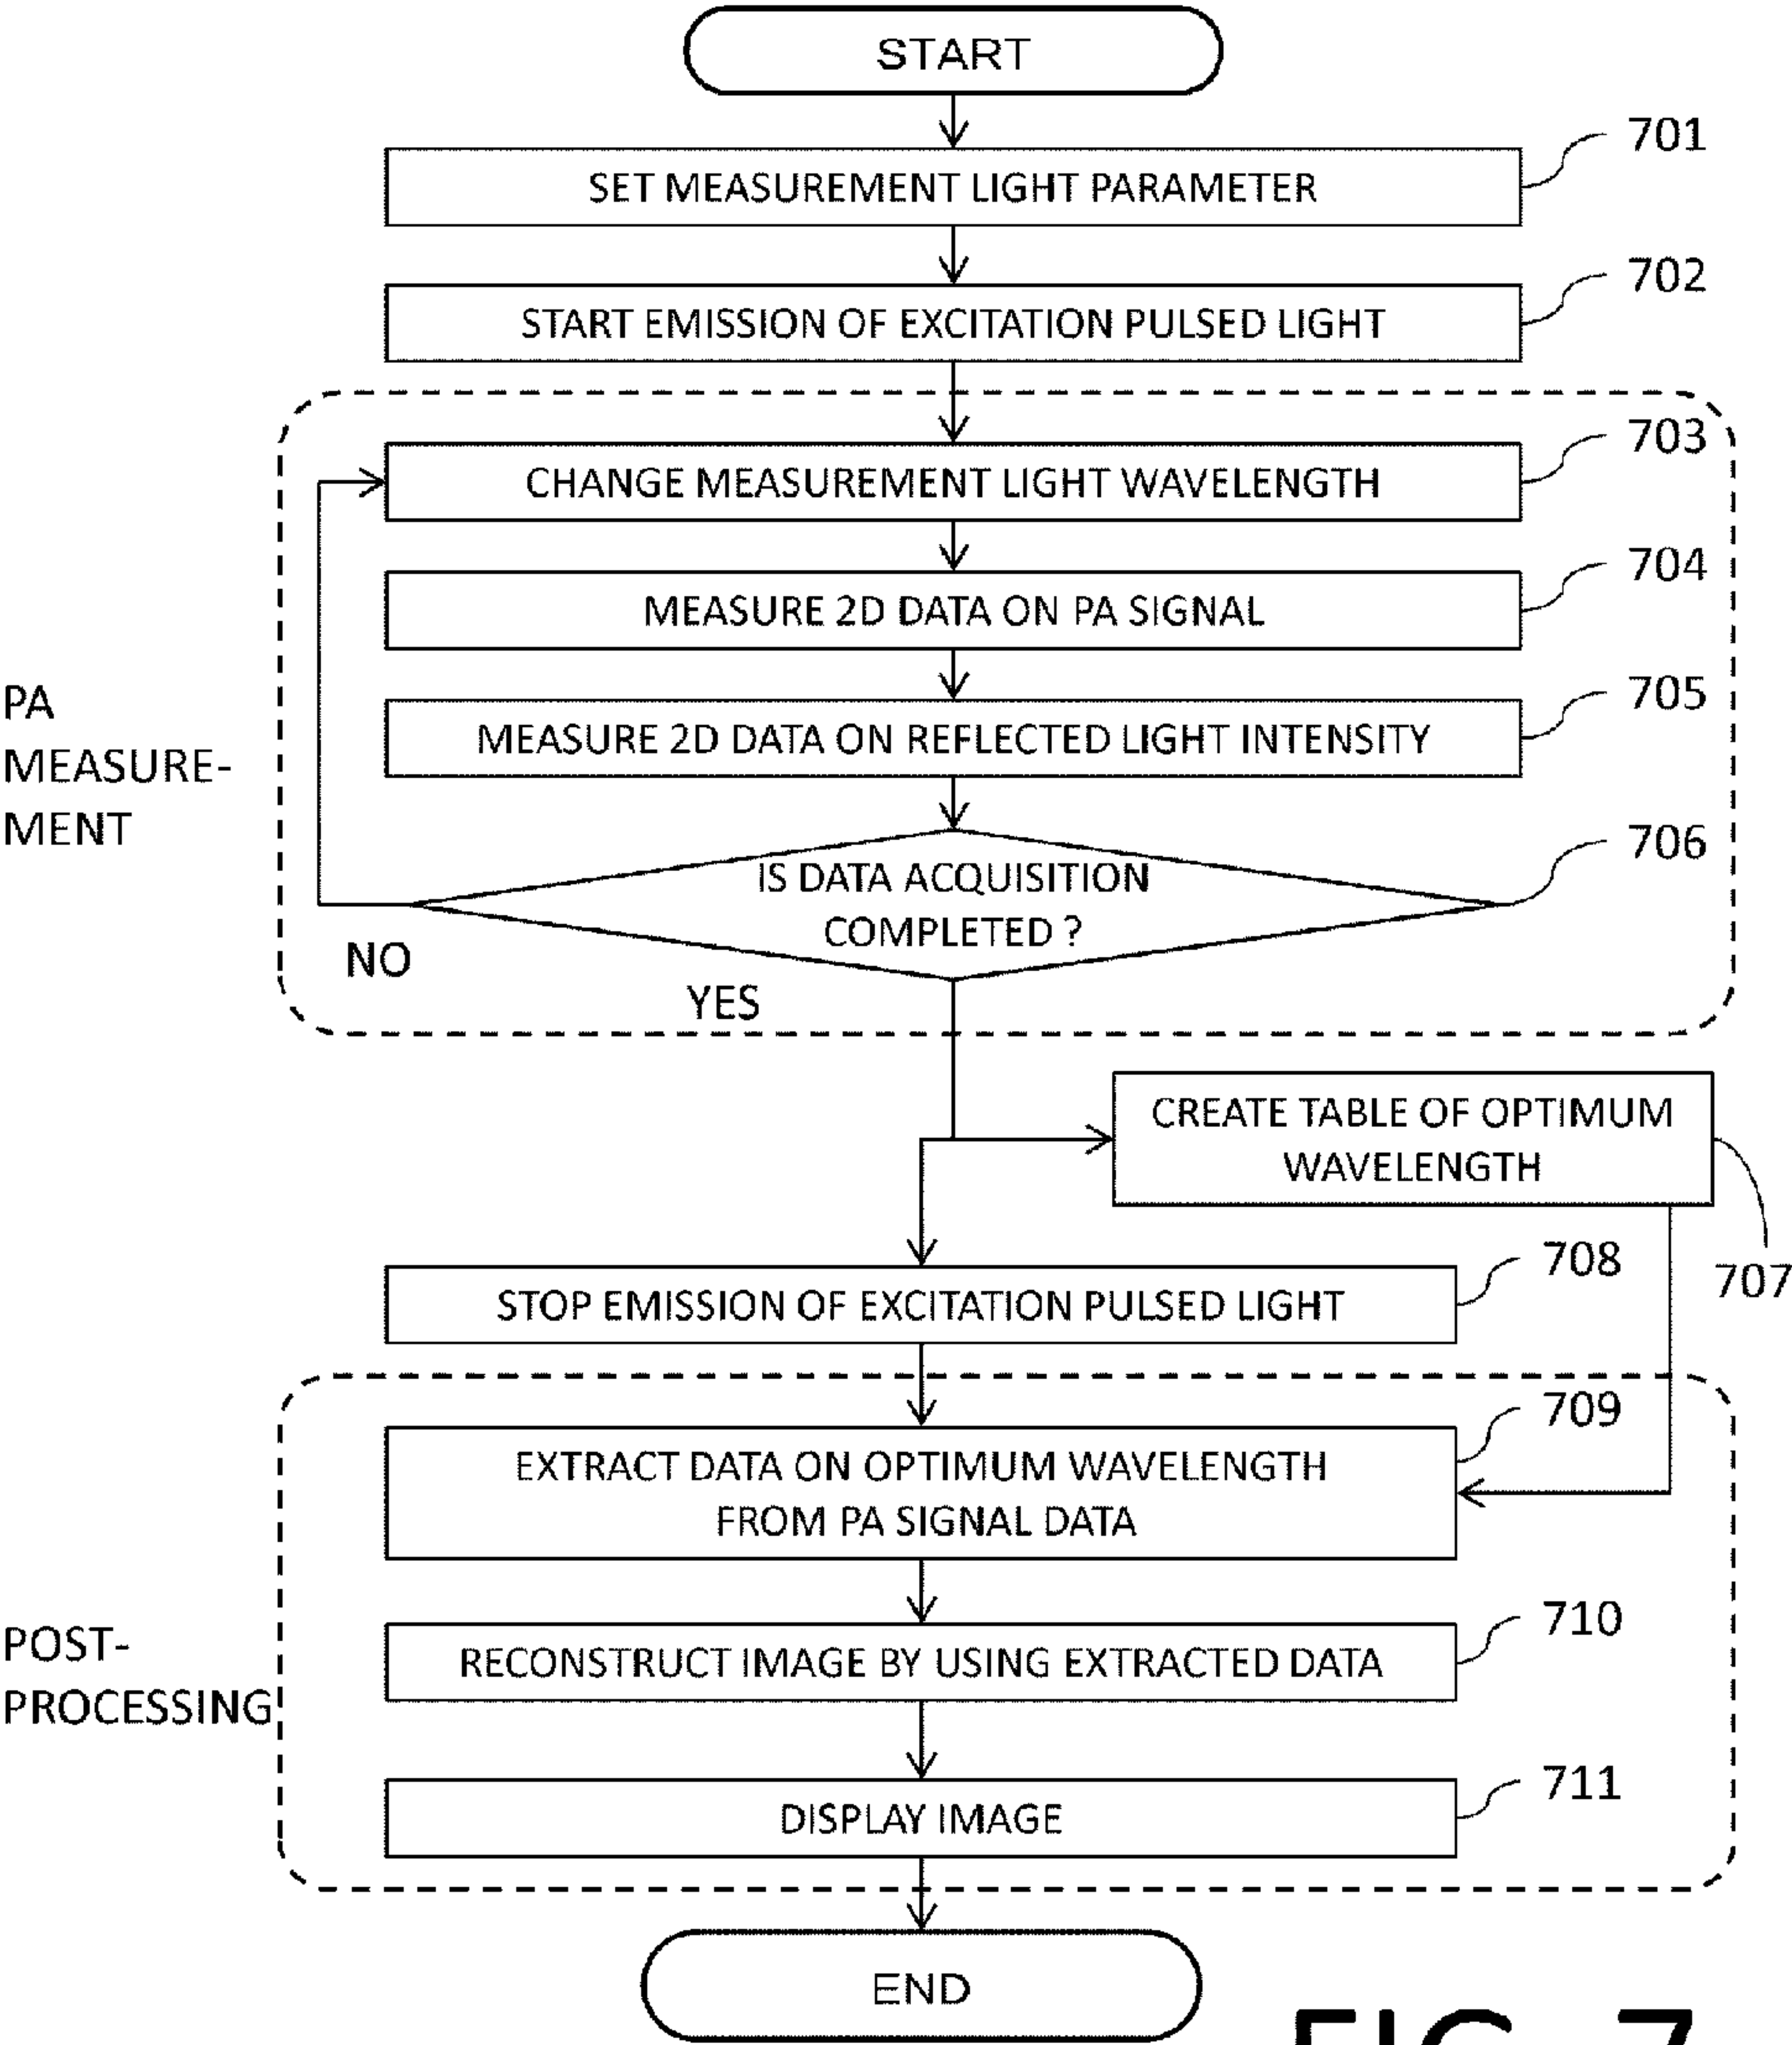 START
701
SET MEASUREMENT LIGHT PARAMETER
702
START EMISSION OF EXCITATION PULSED LIGHT
703
CHANGE MEASUREMENT LIGHT WAVELENGTH
704
MEASURE 2D DATA ON PA SIGNAL
705
MEASURE 2D DATA ON REFLECTED LIGHT INTENSITY
PA
MEASURE-
MENT
706
IS DATA ACQUISITION
COMPLETED ?
NO
YES
CREATE TABLE OF OPTIMUM
WAVELENGTH
707
708
STOP EMISSION OF EXCITATION PULSED LIGHT
709
EXTRACT DATA ON OPTIMUM WAVELENGTH
FROM PA SIGNAL DATA
710
RECONSTRUCT IMAGE BY USING EXTRACTED DATA
POST-
PROCESSING
711
DISPLAY IMAGE
END
FIG. 7